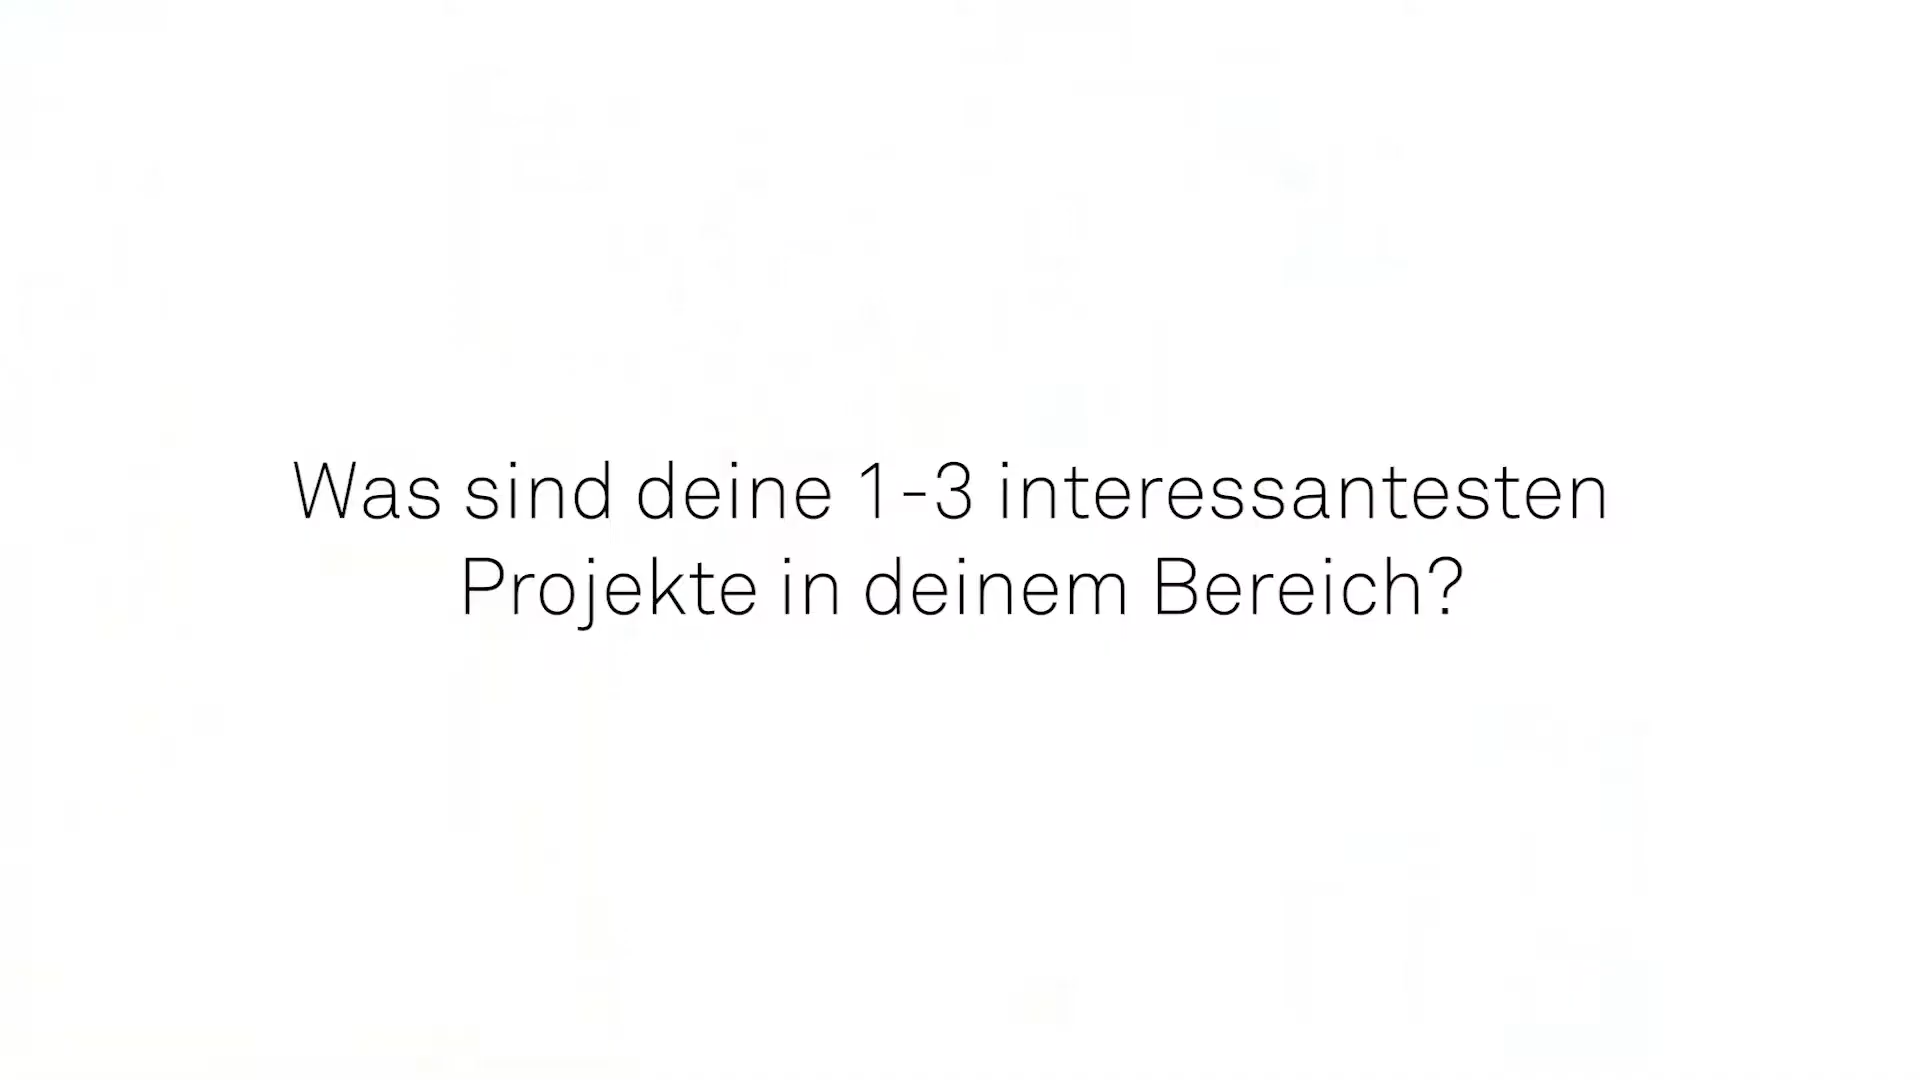 Was sind deine 1-3 interessantesten
Projekte in deinem Bereich?